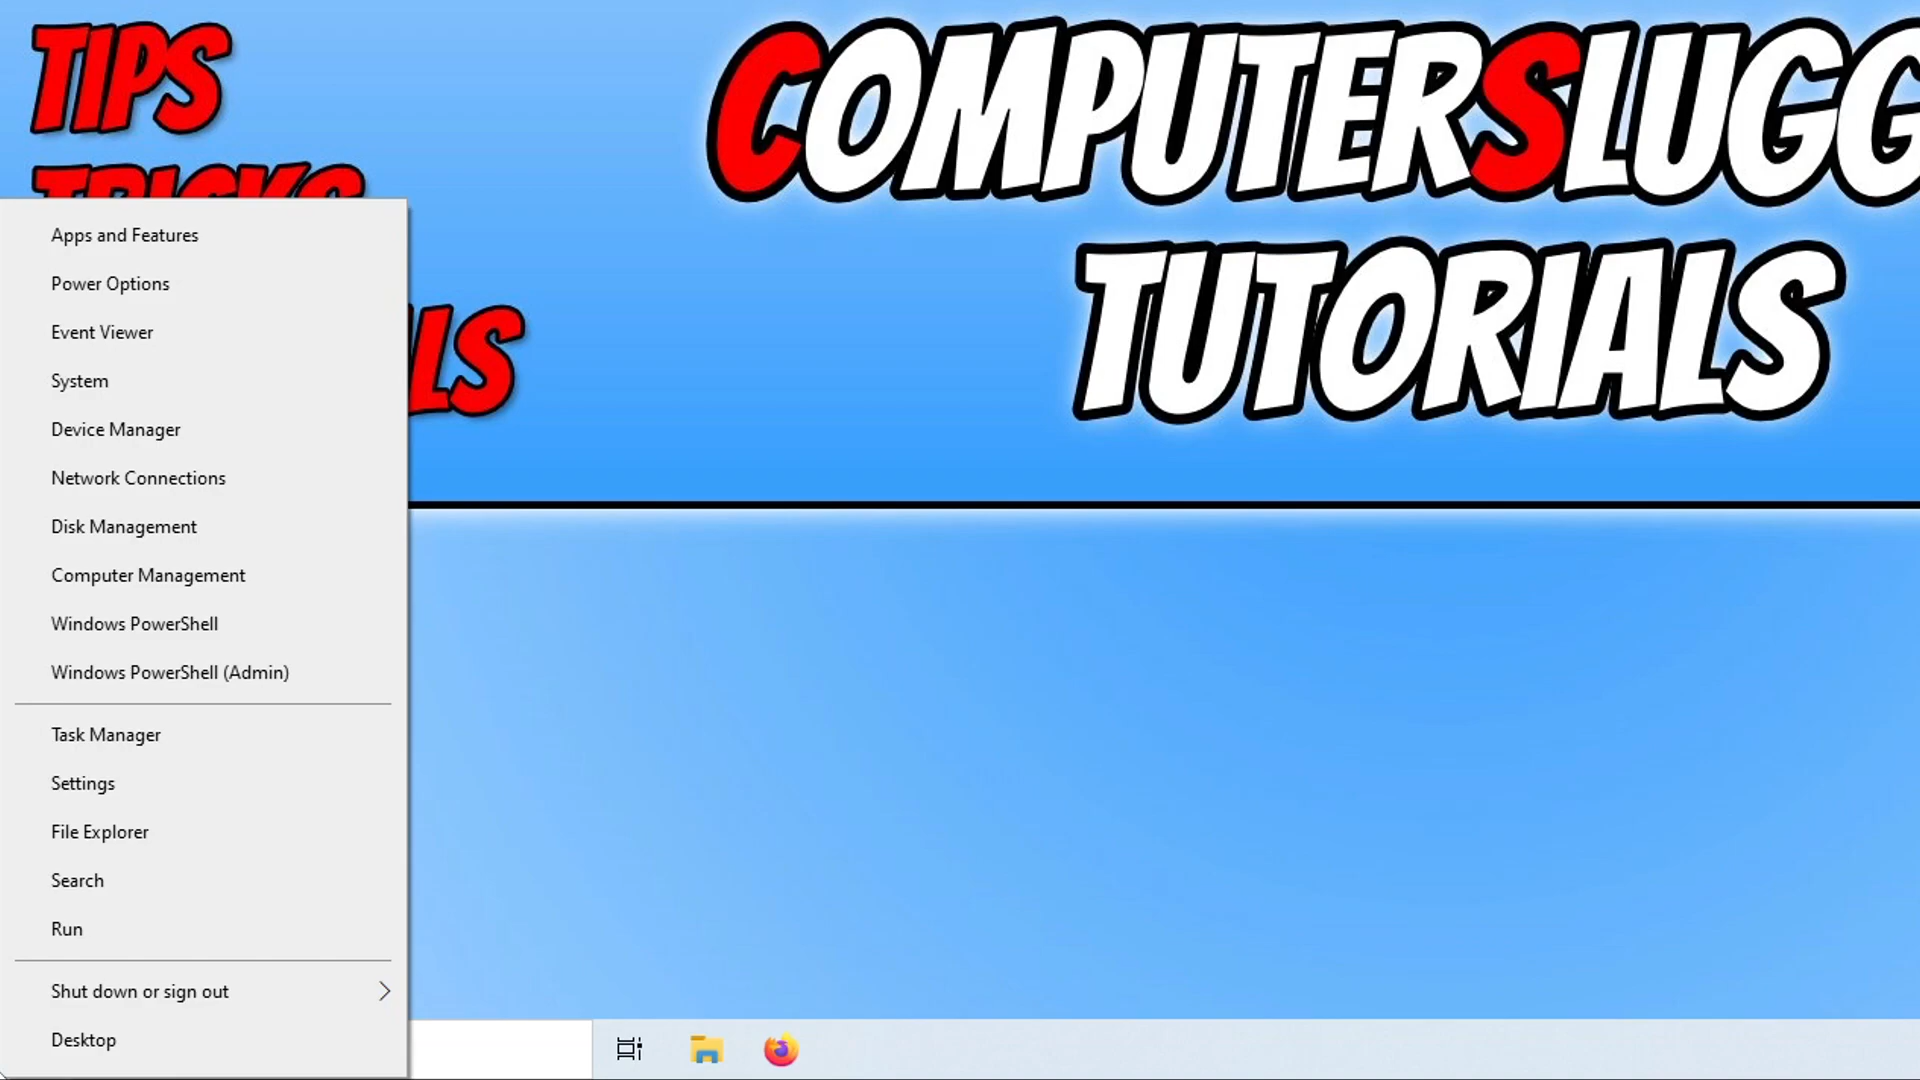 TIPS
COMPUTERSLUGG
TRICKS
TUTORIALS
LS
Apps and Features
Power Options
Event Viewer
System
Device Manager
Network Connections
Disk Management
Computer Management
Windows PowerShell
Windows PowerShell (Admin)
Task Manager
Settings
File Explorer
Search
Run
Shut down or sign out
Desktop